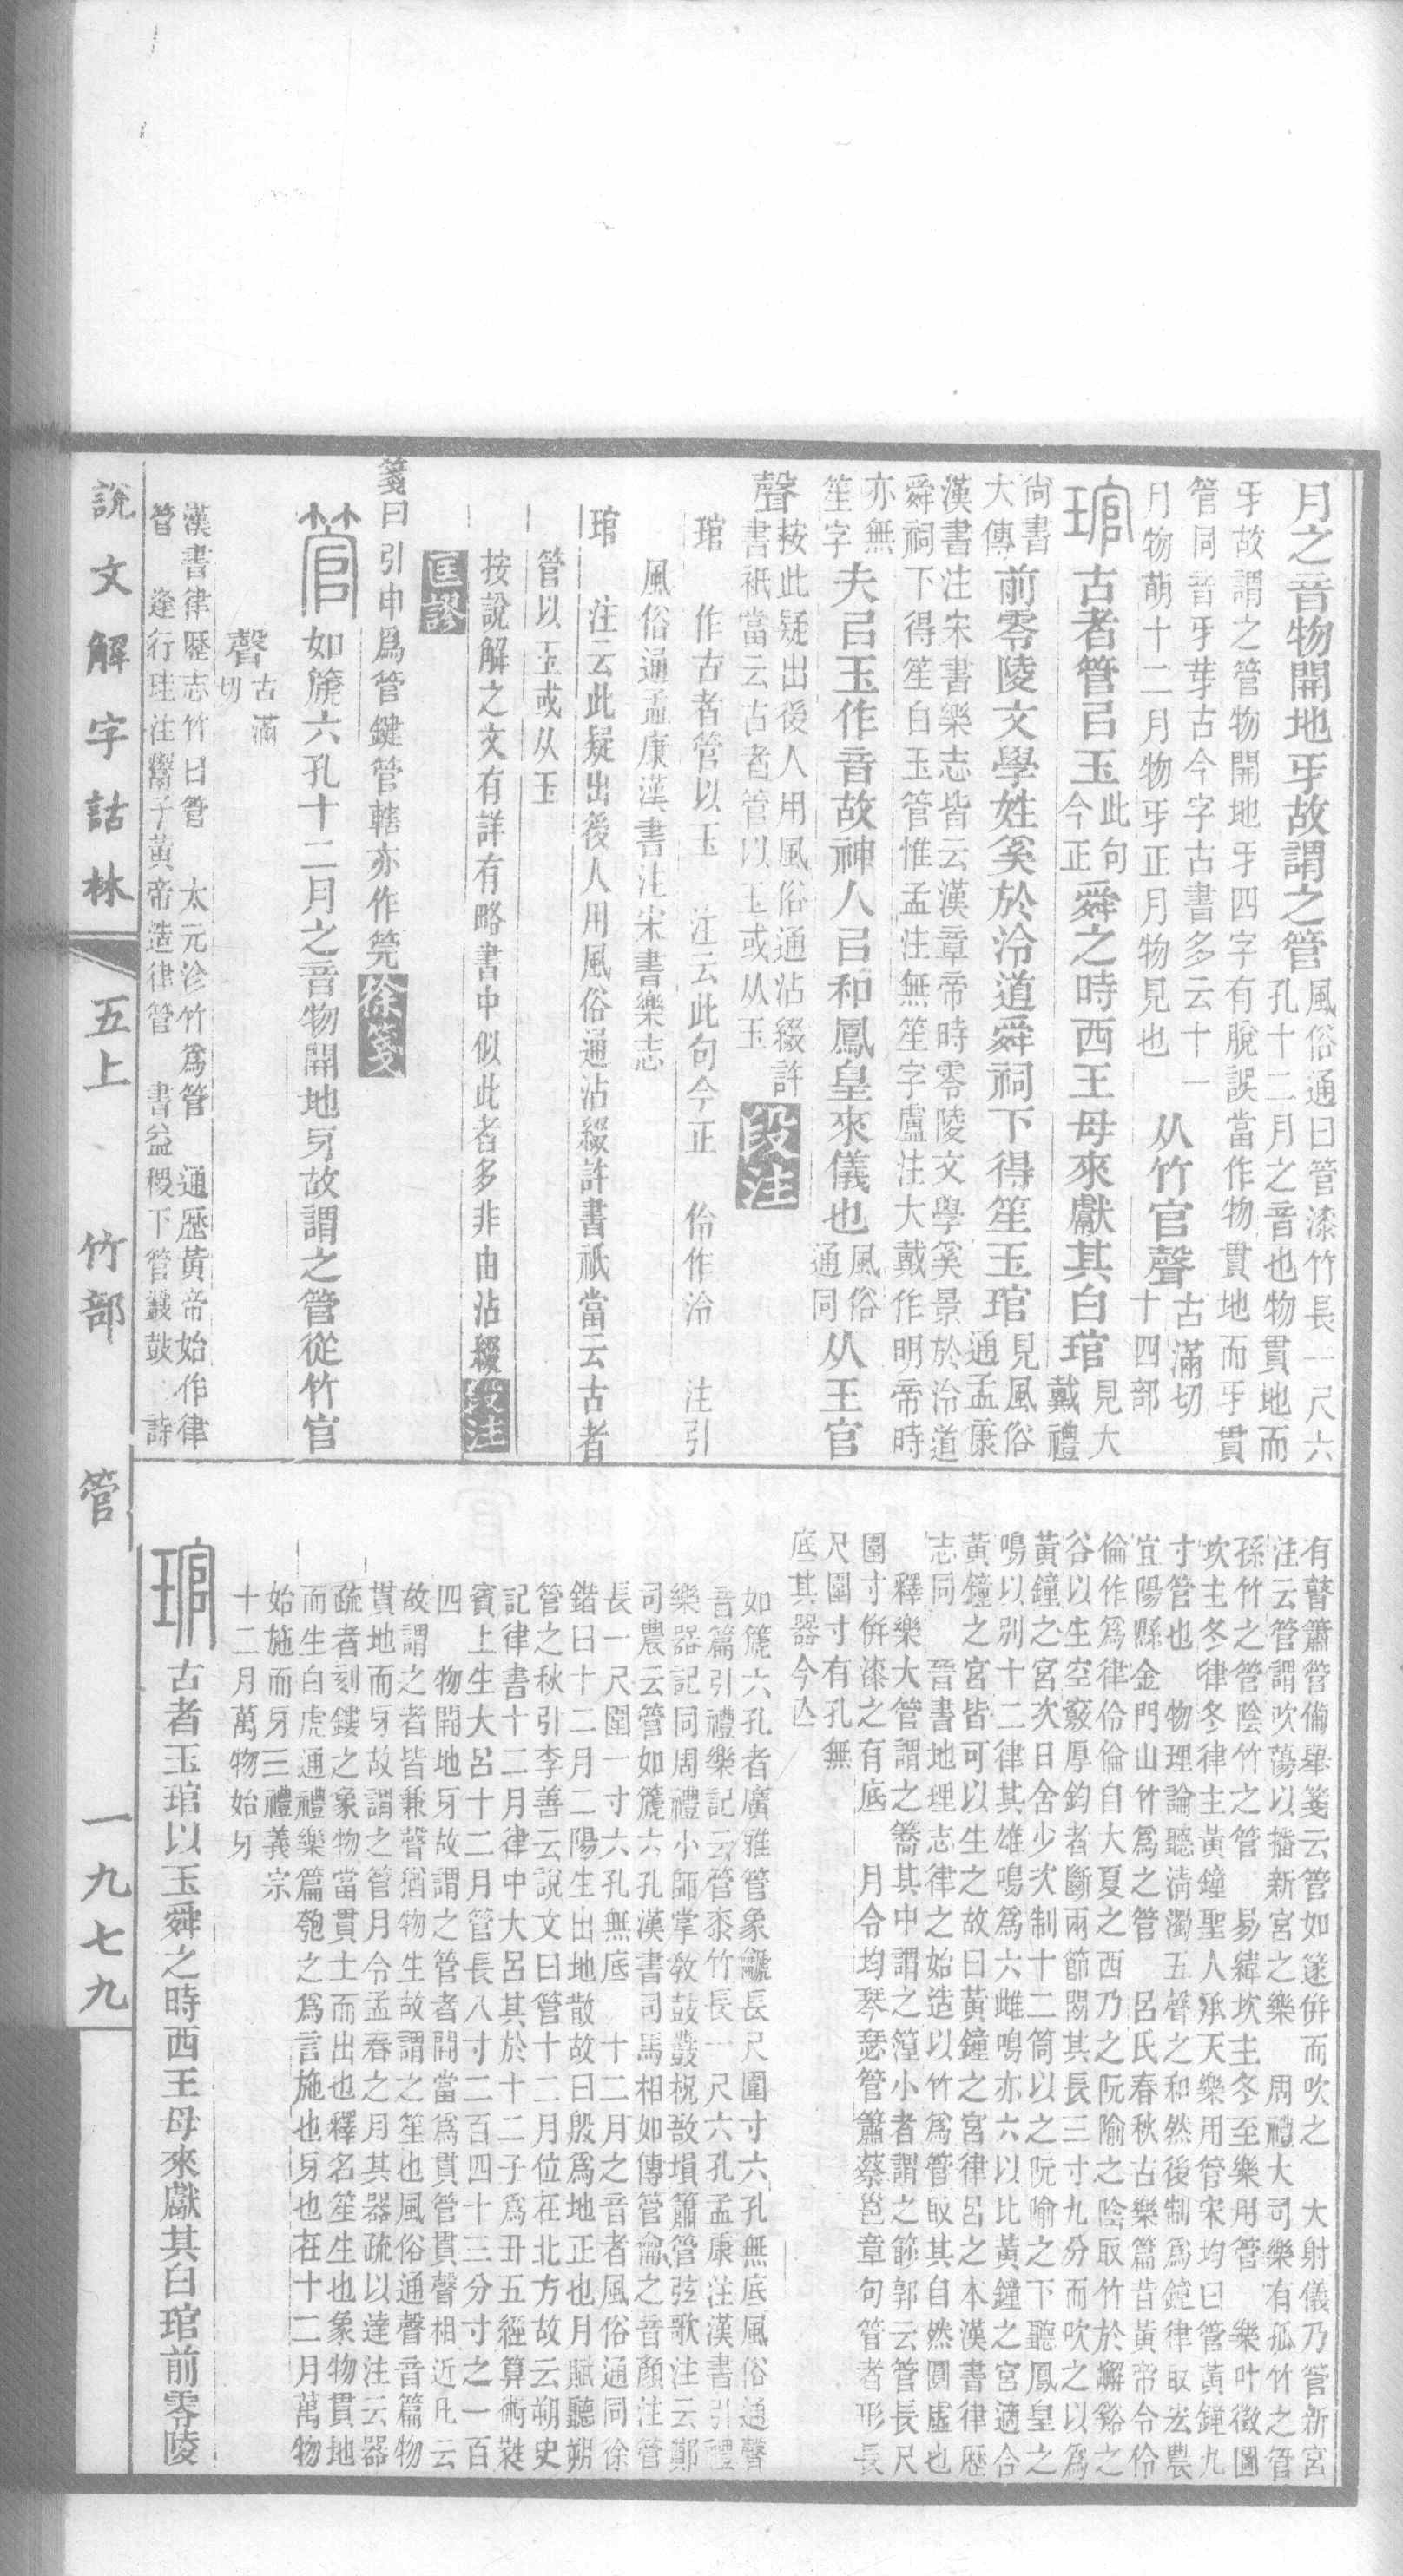 月之音物開地牙故謂之管風俗通曰管漆竹長一尺六孔十二月之音也物貫地而
牙故謂之管物開地牙四字有脫誤當作物貫地而牙貫
管同音牙芽古今字古書多云十一
月物萌十二月物牙正月物見也 从竹官聲古滿切十四部
琯古者管㠯玉此句今正舜之時西王母來獻其白琯見大戴禮
尚書大傳前零陵文學姓奚於泠道舜祠下得笙玉琯見風俗通孟康
漢書注宋書樂志皆云漢章帝時零陵文學奚景於泠道
舜祠下得笙白玉管惟孟注無笙字盧注大戴作明帝時
亦無笙字夫㠯玉作音故神人㠯和鳳皇來儀也風俗通同从王官
聲按此疑出後人用風俗通沾綴許書祇當云古者管以玉或从玉段注
琯 作古者管以玉 注云此句今正 伶作泠 注引
風俗通孟康漢書注宋書樂志
琯 注云此疑出後人用風俗通沾綴許書祇當云古者
管以玉或从玉
按說解之文有詳有略書中似此者多非由沾綴段注
匡謬
箋曰引申爲管鍵管轄亦作筦徐箋
管如篪六孔十二月之音物開地牙故謂之管從竹官
聲古滿切
漢書律歷志竹曰管 太元沴竹爲管 通歷黃帝始作律
管 逄行珪注鬻子黃帝造律管 書益稷下管鼗鼓 詩
有瞽簫管備舉箋云管如篴併而吹之 大射儀乃管新宮
注云管謂吹蕩以播新宮之樂 周禮大司樂有孤竹之管
孫竹之管陰竹之管 易緯坎主冬至樂用管 樂叶徵圖
坎主冬律冬律主黃鐘聖人承天樂用管宋均曰管黃鐘九
寸管也 物理論聽淸濁五聲之和然後制爲鐘律取宏農
宜陽縣金門山竹爲之管 呂氏春秋古樂篇昔黃帝令伶
倫作爲律伶倫自大夏之西乃之阮隃之陰取竹於嶰谿之
谷以生空竅厚鈞者斷兩節閒其長三寸九分而吹之以爲
黃鐘之宮次曰舍少次制十二筒以之阮隃之下聽鳳皇之
鳴以別十二律其雄鳴爲六雌鳴亦六以比黃鐘之宮適合
黃鐘之宮皆可以生之故曰黃鐘之宮律呂之本漢書律歷
志同 晉書地理志律之始造以竹爲管取其自然圓虛也
釋樂大管謂之簥其中謂之篞小者謂之篎郭云管長尺
圍寸併漆之有底 月令均琴瑟管簫蔡邕章句管者形長
尺圍寸有孔無
底其器今亾
如篪六孔者廣雅管象䶵長尺圍寸六孔無底風俗通聲
音篇引禮樂記云管桼竹長一尺六孔孟康注漢書引禮
樂器記同周禮小師掌敎鼓鼗柷敔塤簫管弦歌注云鄭
司農云管如篪六孔漢書司馬相如傳管籥之音顏注管
長一尺圍一寸六孔無底 十二月之音者風俗通同徐
鍇曰十二月二陽生出地散故曰殷爲地正也月賦聽朔
管之秋引李善云說文曰管十二月位在北方故云朔史
記律書十二月律中大呂其於十二子爲丑五經算術蕤
賓上生大呂十二月管長八寸二百四十三分寸之一百
四 物開地牙故謂之管者開當爲貫管貫聲相近凡云
故謂之者皆兼聲猶物生故謂之笙也風俗通聲音篇物
貫地而牙故謂之管月令孟春之月其器疏以達注云器
疏者刻鏤之象物當貫土而出也釋名笙生也象物貫地
而生白虎通禮樂篇匏之爲言施也牙也在十二月萬物
始施而牙三禮義宗
十二月萬物始牙
琯古者玉琯以玉舜之時西王母來獻其白琯前零陵
說文解字詁林 五上 竹部 管 一九七九